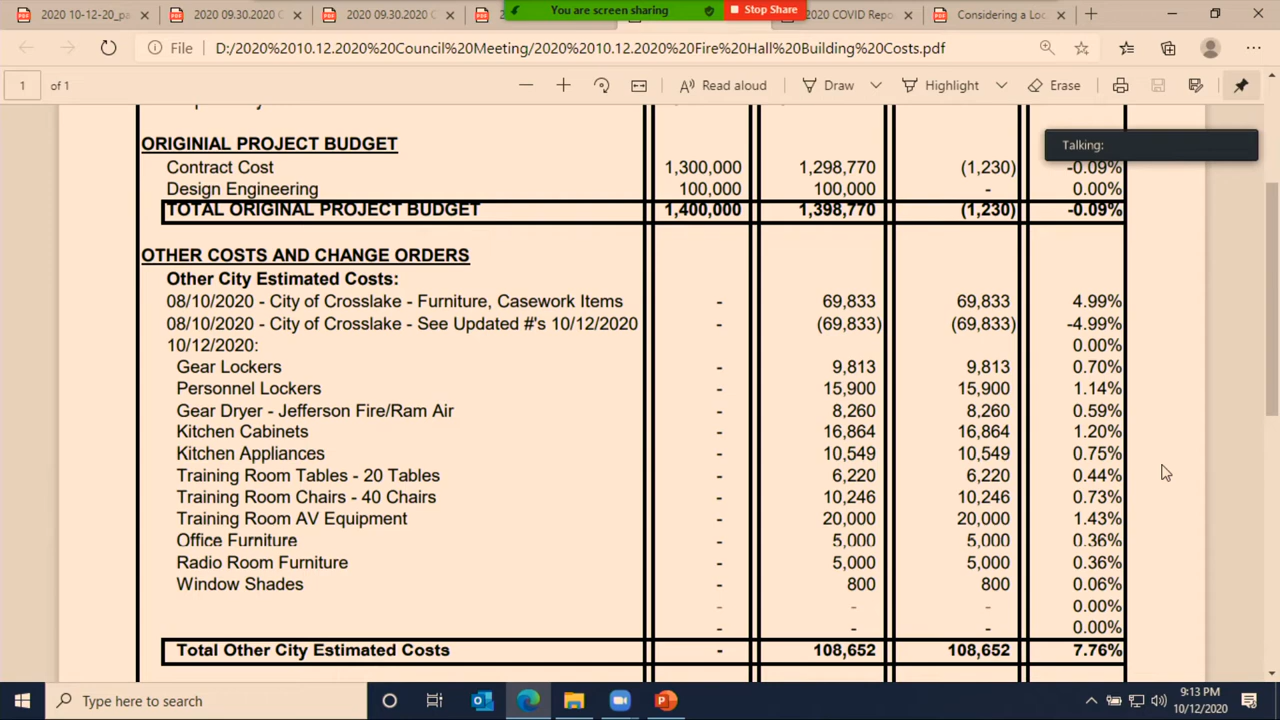 2020 10-12-20_pa
2020 09.30.2020 C
2020 09.30.2020 C
2
You are screen sharing
Stop Share
2020 COVID Repo
Considering a Loc
File D:/2020%2010.12.2020%20Council%20Meeting/2020%2010.12.2020%20Fire%20Hall%20Building%20Costs.pdf
1 of 1 Read aloud Draw Highlight Erase
Talking:
ORIGINIAL PROJECT BUDGET
Contract Cost 1,300,000 1,298,770 (1,230) -0.09%
Design Engineering 100,000 100,000 - 0.00%
TOTAL ORIGINAL PROJECT BUDGET 1,400,000 1,398,770 (1,230) -0.09%
OTHER COSTS AND CHANGE ORDERS
Other City Estimated Costs:
08/10/2020 - City of Crosslake - Furniture, Casework Items - 69,833 69,833 4.99%
08/10/2020 - City of Crosslake - See Updated #'s 10/12/2020 - (69,833) (69,833) -4.99%
10/12/2020: 0.00%
Gear Lockers - 9,813 9,813 0.70%
Personnel Lockers - 15,900 15,900 1.14%
Gear Dryer - Jefferson Fire/Ram Air - 8,260 8,260 0.59%
Kitchen Cabinets - 16,864 16,864 1.20%
Kitchen Appliances - 10,549 10,549 0.75%
Training Room Tables - 20 Tables - 6,220 6,220 0.44%
Training Room Chairs - 40 Chairs - 10,246 10,246 0.73%
Training Room AV Equipment - 20,000 20,000 1.43%
Office Furniture - 5,000 5,000 0.36%
Radio Room Furniture - 5,000 5,000 0.36%
Window Shades - 800 800 0.06%
- - - 0.00%
- - - 0.00%
Total Other City Estimated Costs - 108,652 108,652 7.76%
Type here to search
9:13 PM
10/12/2020